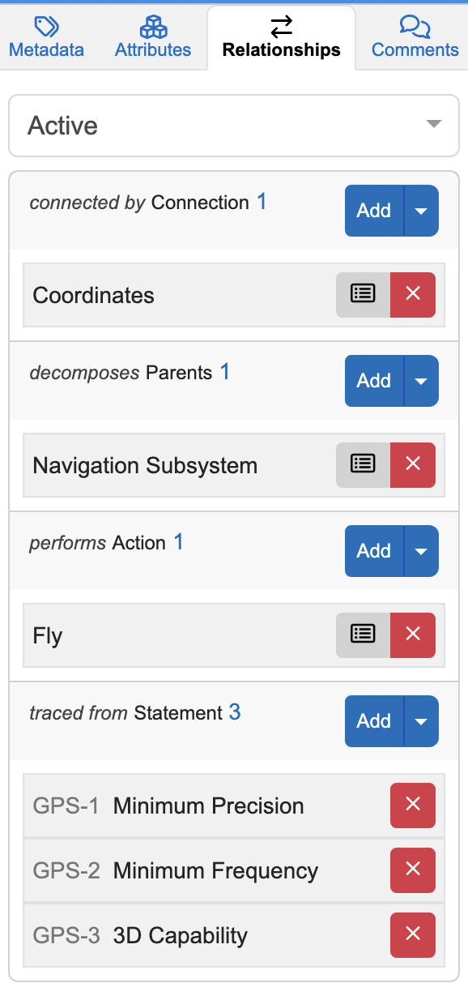 Metadata Attributes Relationships Comments
Active
connected by Connection 1 Add
Coordinates
decomposes Parents 1 Add
Navigation Subsystem
performs Action 1 Add
Fly
traced from Statement 3 Add
GPS-1 Minimum Precision
GPS-2 Minimum Frequency
GPS-3 3D Capability